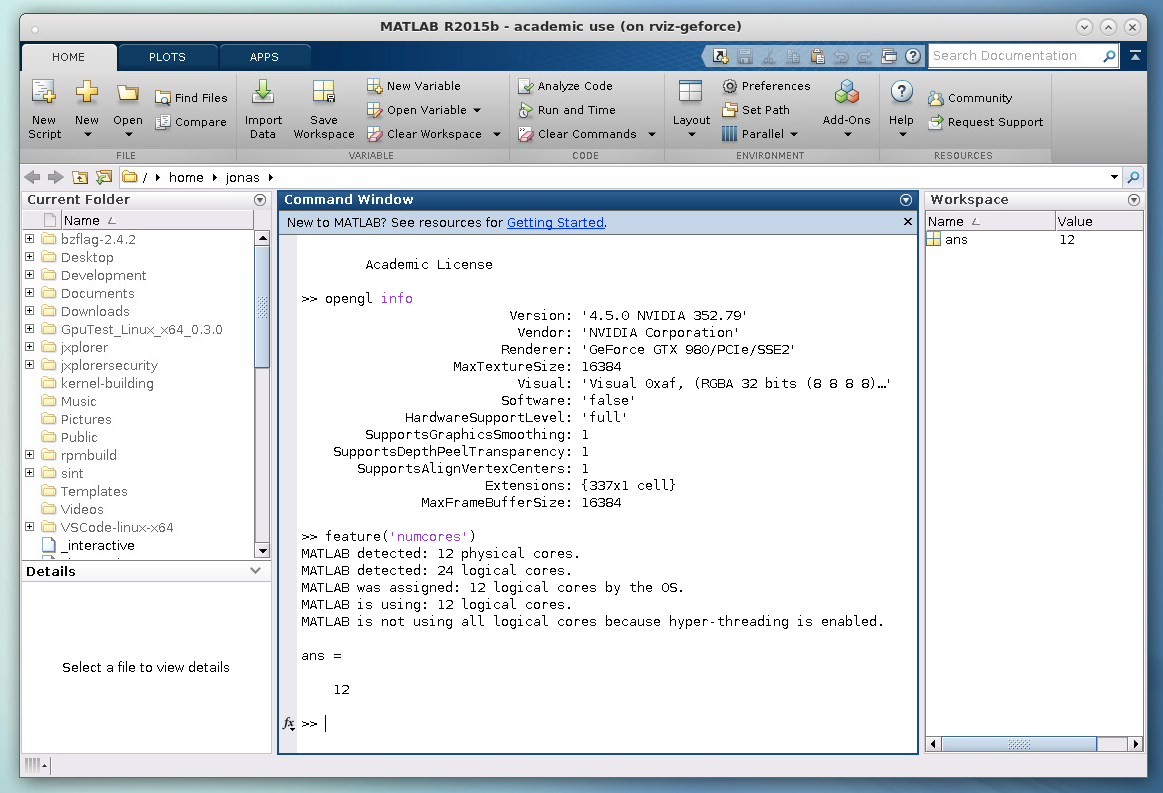 MATLAB R2015b - academic use (on rviz-geforce)
HOME PLOTS APPS
Search Documentation
New Script
New
Open
Find Files
Compare
Import Data
Save Workspace
New Variable
Open Variable
Clear Workspace
Analyze Code
Run and Time
Clear Commands
Layout
Preferences
Set Path
Parallel
Add-Ons
Help
Community
Request Support
FILE VARIABLE CODE ENVIRONMENT RESOURCES
/ home jonas
Current Folder
Name
bzflag-2.4.2
Desktop
Development
Documents
Downloads
GpuTest_Linux_x64_0.3.0
jxplorer
jxplorersecurity
kernel-building
Music
Pictures
Public
rpmbuild
sint
Templates
Videos
VSCode-linux-x64
_interactive
Details
Select a file to view details
Command Window
New to MATLAB? See resources for Getting Started.
Academic License
>> opengl info
Version: '4.5.0 NVIDIA 352.79'
Vendor: 'NVIDIA Corporation'
Renderer: 'GeForce GTX 980/PCIe/SSE2'
MaxTextureSize: 16384
Visual: 'Visual 0xaf, (RGBA 32 bits (8 8 8 8)…'
Software: 'false'
HardwareSupportLevel: 'full'
SupportsGraphicsSmoothing: 1
SupportsDepthPeelTransparency: 1
SupportsAlignVertexCenters: 1
Extensions: {337x1 cell}
MaxFrameBufferSize: 16384
>> feature('numcores')
MATLAB detected: 12 physical cores.
MATLAB detected: 24 logical cores.
MATLAB was assigned: 12 logical cores by the OS.
MATLAB is using: 12 logical cores.
MATLAB is not using all logical cores because hyper-threading is enabled.
ans =
12
fx >>
Workspace
Name Value
ans 12